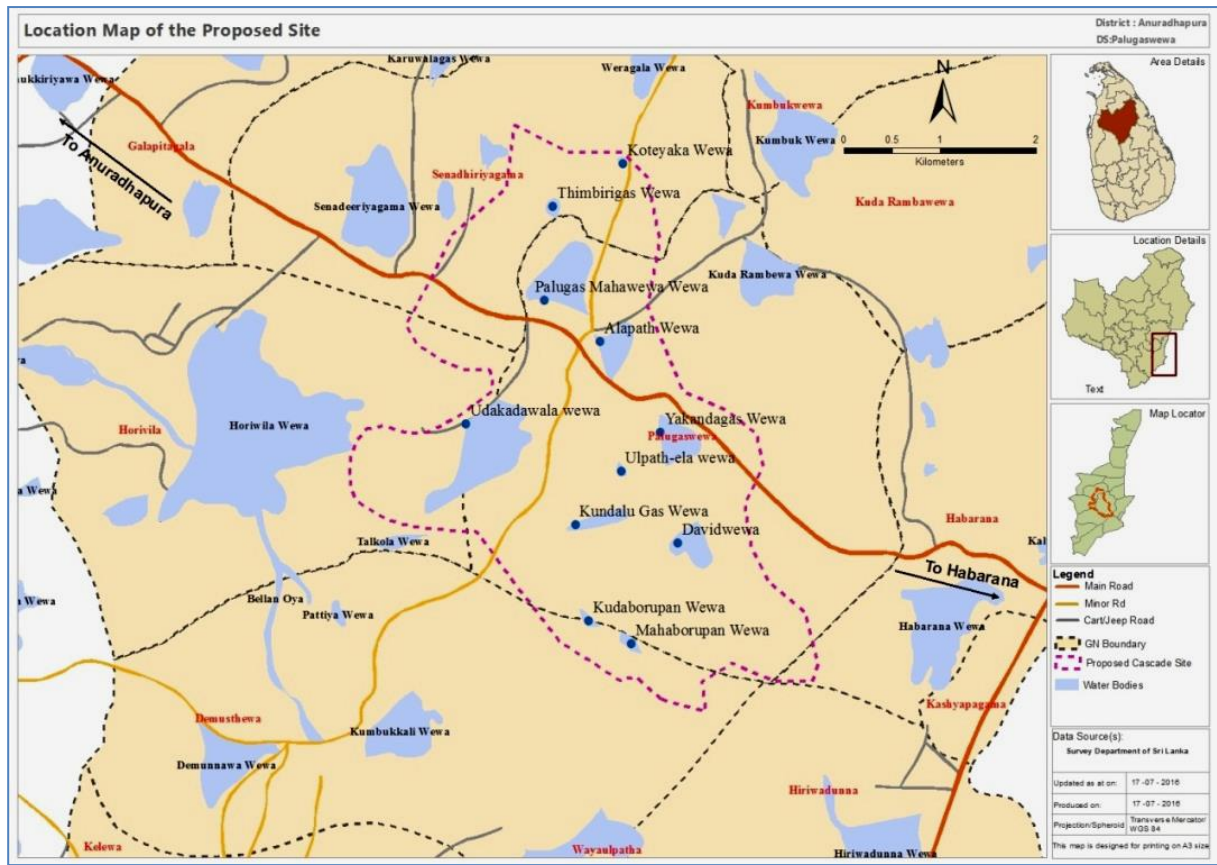 Location Map of the Proposed Site
District : Anuradhapura
DS:Palugaswewa
Karuwalagas Wewa
Weragala Wewa
ukkiriyawa Wewa
N
Kumbukwewa
Kumbuk Wewa
To Anuradhapura
Galapitagala
0 0.5 1 2
Kilometers
Koteyaka Wewa
Senadhiriyagama
Thimbirigas Wewa
Senadeeriyagama Wewa
Kuda Rambawewa
Kuda Rambewa Wewa
Palugas Mahawewa Wewa
Alapath Wewa
Udakadawala wewa
Yakandagas Wewa
Palugaswewa
Horivila
Horiwila Wewa
Ulpath-ela wewa
a Wewa
Kundalu Gas Wewa
Davidwewa
Habarana
Talkola Wewa
Kal
To Habarana
Bellan Oya
a Wewa
Pattiya Wewa
Kudaborupan Wewa
Mahaborupan Wewa
Habarana Wewa
Kashyapagama
Demusthewa
Kumbukkali Wewa
Demunnawa Wewa
Hiriwadunna
Kelewa
Wayaulpatha
Hiriwadunna Wewa
Area Details
Location Details
Text
Map Locator
Legend
Main Road
Minor Rd
Cart/Jeep Road
GN Boundary
Proposed Cascade Site
Water Bodies
Data Source(s):
Survey Department of Sri Lanka
Updated as at on: 17 -07 - 2016
Produced on: 17 -07 - 2016
Projection/Spheroid Transverse Mercator/
WGS 84
This map is designed for printing on A3 size